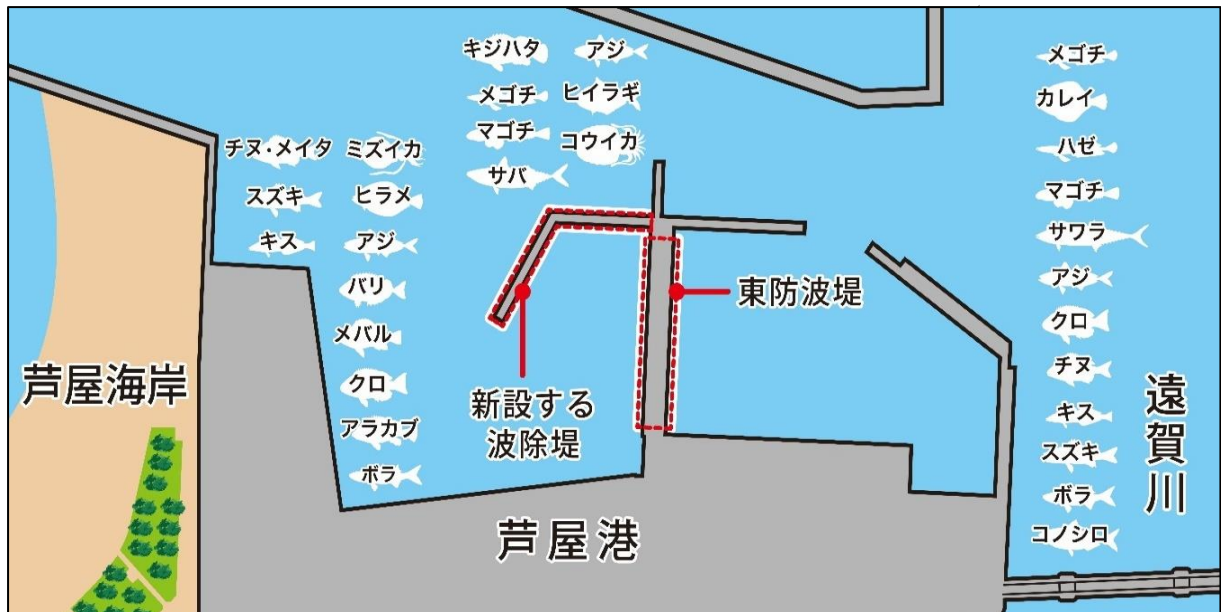 キジハタ
アジ
メゴチ
ヒイラギ
マゴチ
コウイカ
サバ
チヌ・メイタ
ミズイカ
スズキ
ヒラメ
キス
アジ
バリ
メバル
クロ
アラカブ
ボラ
メゴチ
カレイ
ハゼ
マゴチ
サワラ
アジ
クロ
チヌ
キス
スズキ
ボラ
コノシロ
東防波堤
新設する
波除堤
芦屋海岸
芦屋港
遠賀川